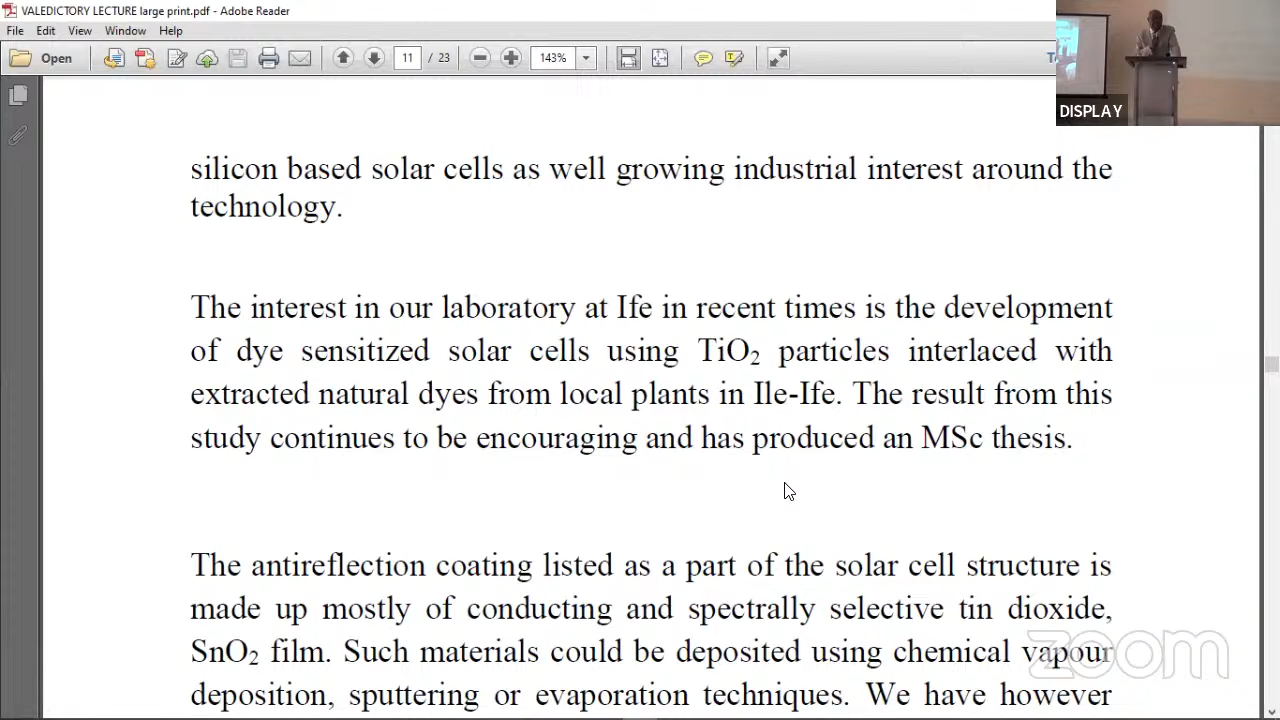 VALEDICTORY LECTURE large print.pdf - Adobe Reader
File Edit View Window Help
Open 11 / 23 143%
DISPLAY
silicon based solar cells as well growing industrial interest around the
technology.
The interest in our laboratory at Ife in recent times is the development
of dye sensitized solar cells using TiO₂ particles interlaced with
extracted natural dyes from local plants in Ile-Ife. The result from this
study continues to be encouraging and has produced an MSc thesis.
The antireflection coating listed as a part of the solar cell structure is
made up mostly of conducting and spectrally selective tin dioxide,
SnO₂ film. Such materials could be deposited using chemical vapour
deposition, sputtering or evaporation techniques. We have however
zoom